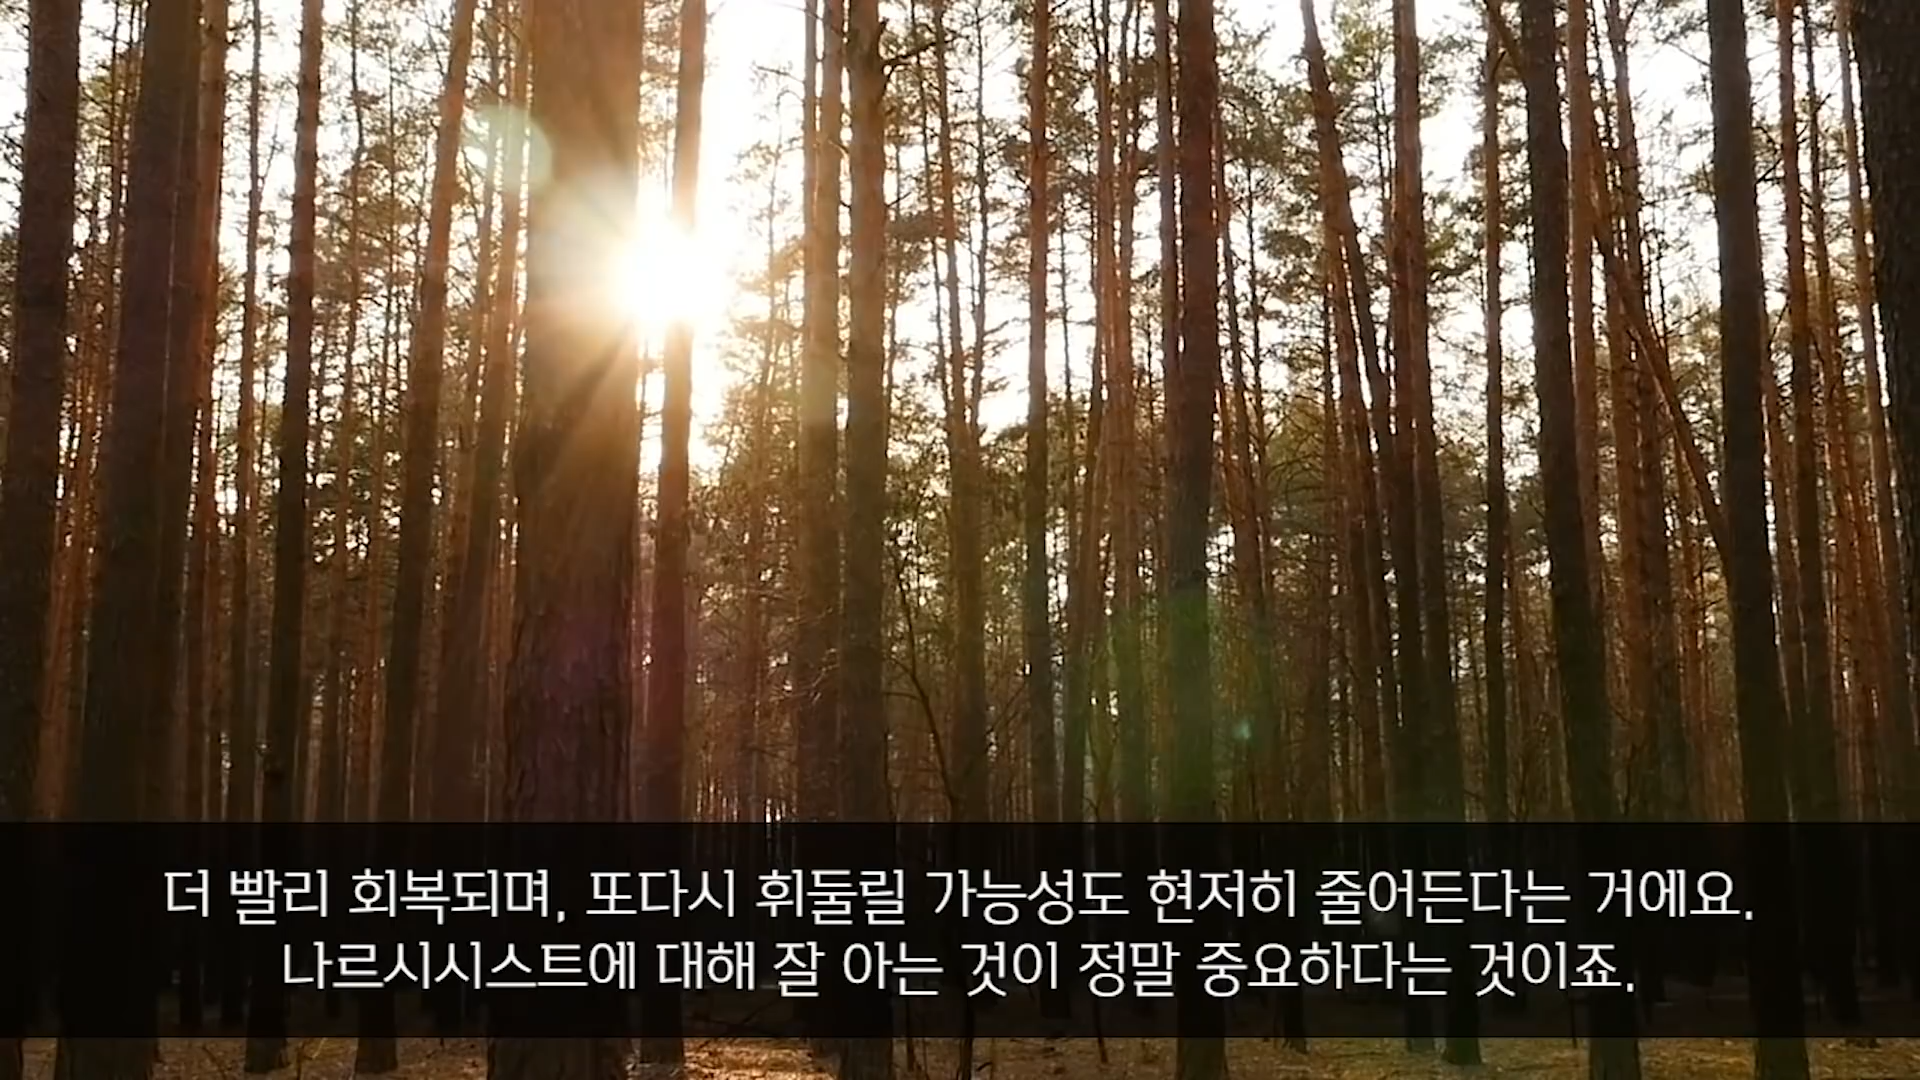 더 빨리 회복되며, 또다시 휘둘릴 가능성도 현저히 줄어든다는 거에요.
나르시시스트에 대해 잘 아는 것이 정말 중요하다는 것이죠.